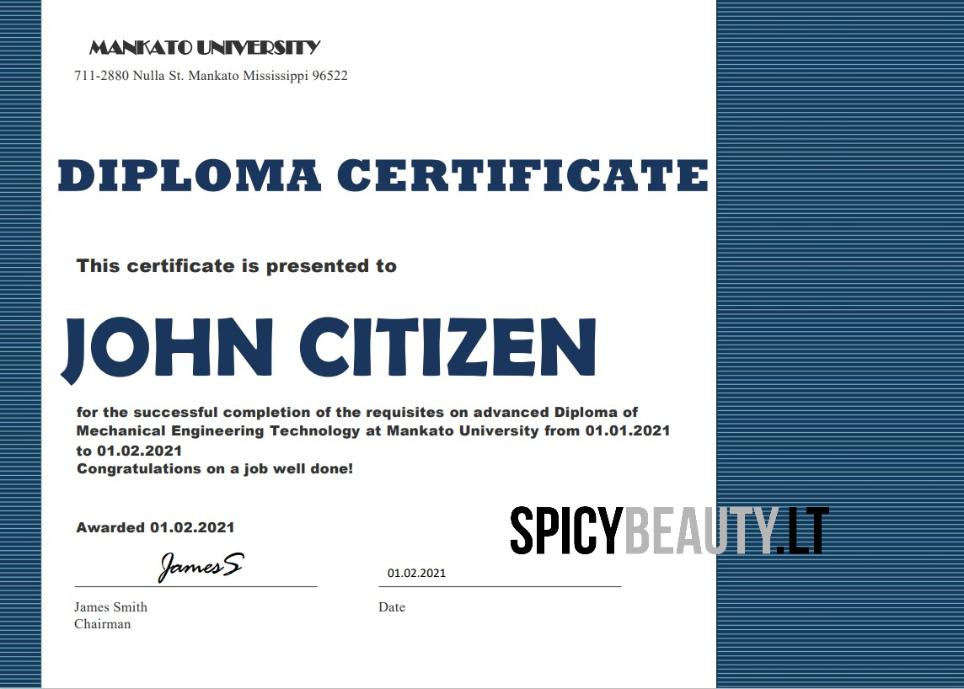 MANKATO UNIVERSITY
711-2880 Nulla St. Mankato Mississippi 96522
DIPLOMA CERTIFICATE
This certificate is presented to
JOHN CITIZEN
for the successful completion of the requisites on advanced Diploma of
Mechanical Engineering Technology at Mankato University from 01.01.2021
to 01.02.2021
Congratulations on a job well done!
SPICYBEAUTY.LT
Awarded 01.02.2021
JamesS
01.02.2021
James Smith
Date
Chairman